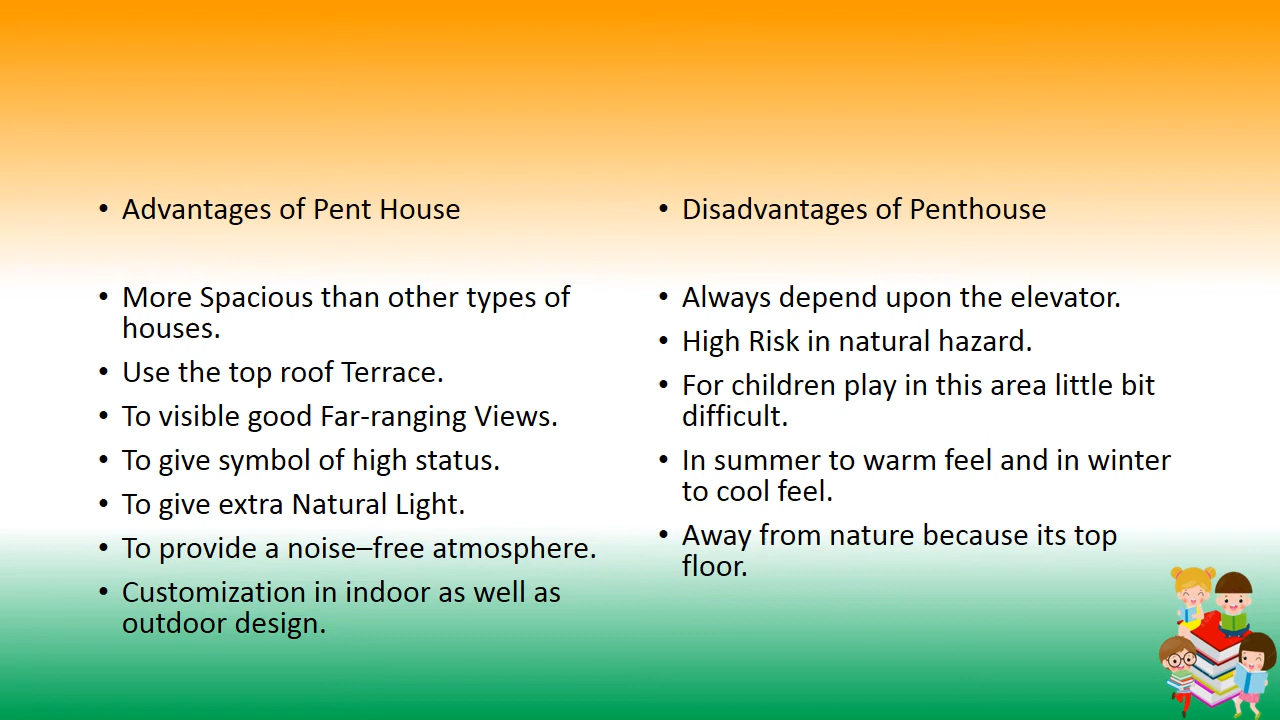 • Advantages of Pent House
• More Spacious than other types of
houses.
• Use the top roof Terrace.
• To visible good Far-ranging Views.
• To give symbol of high status.
• To give extra Natural Light.
• To provide a noise–free atmosphere.
• Customization in indoor as well as
outdoor design.
• Disadvantages of Penthouse
• Always depend upon the elevator.
• High Risk in natural hazard.
• For children play in this area little bit
difficult.
• In summer to warm feel and in winter
to cool feel.
• Away from nature because its top
floor.